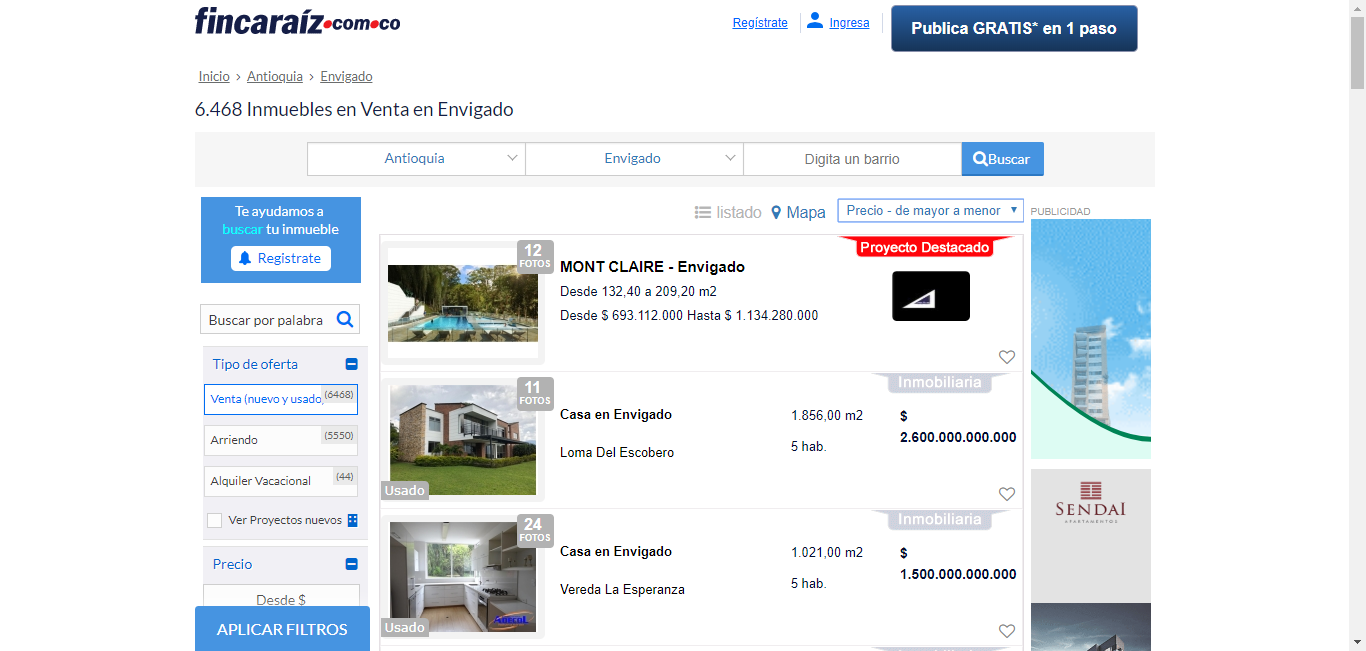 fincaraíz.com.co
Regístrate
Ingresa
Publica GRATIS* en 1 paso
Inicio › Antioquia › Envigado
6.468 Inmuebles en Venta en Envigado
Antioquia
Envigado
Digita un barrio
Buscar
Te ayudamos a
buscar tu inmueble
Registrate
listado
Mapa
Precio - de mayor a menor
PUBLICIDAD
Buscar por palabra
Tipo de oferta
Venta (nuevo y usado)
(6468)
Arriendo
(5550)
Alquiler Vacacional
(44)
Ver Proyectos nuevos
Precio
Desde $
APLICAR FILTROS
12
FOTOS
MONT CLAIRE - Envigado
Desde 132,40 a 209,20 m2
Desde $ 693.112.000 Hasta $ 1.134.280.000
Proyecto Destacado
11
FOTOS
Usado
Casa en Envigado
Loma Del Escobero
1.856,00 m2
5 hab.
Inmobiliaria
$
2.600.000.000.000
24
FOTOS
Adecol
Usado
Casa en Envigado
Vereda La Esperanza
1.021,00 m2
5 hab.
Inmobiliaria
$
1.500.000.000.000
Inmobiliaria
SENDAI
APARTAMENTOS